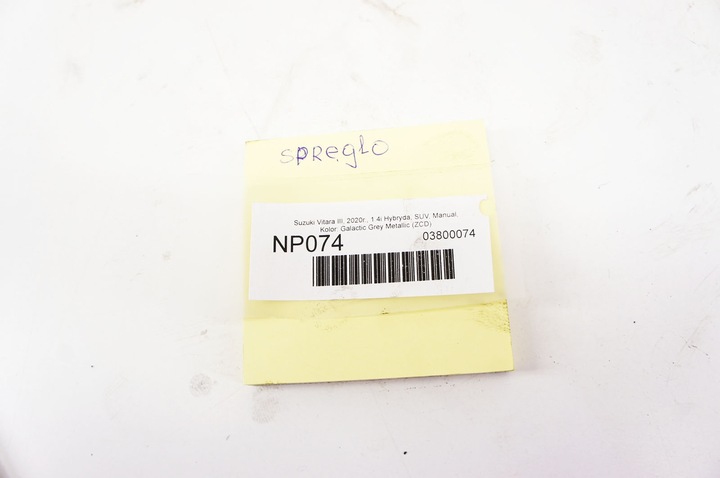 SPReglo
Suzuki Vitara III, 2020r., 1.4i Hybryda, SUV, Manual,
Kolor: Galactic Grey Metallic (ZCD)
NP074
03800074